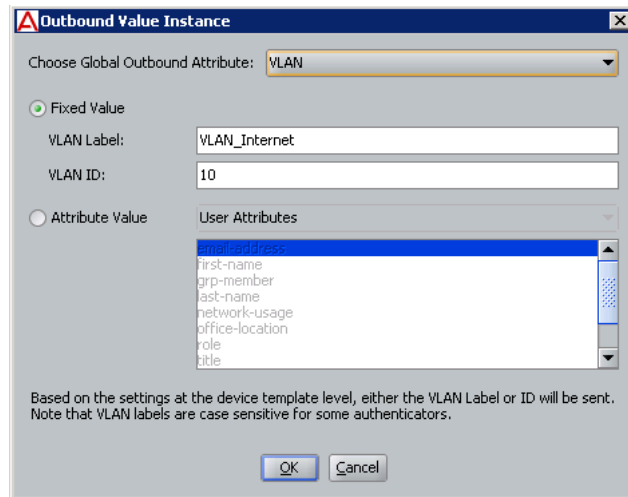 Outbound Value Instance
Choose Global Outbound Attribute: VLAN
Fixed Value
VLAN Label: VLAN_Internet
VLAN ID: 10
Attribute Value User Attributes
email-address
first-name
grp-member
last-name
network-usage
office-location
role
title
Based on the settings at the device template level, either the VLAN Label or ID will be sent.
Note that VLAN labels are case sensitive for some authenticators.
OK Cancel